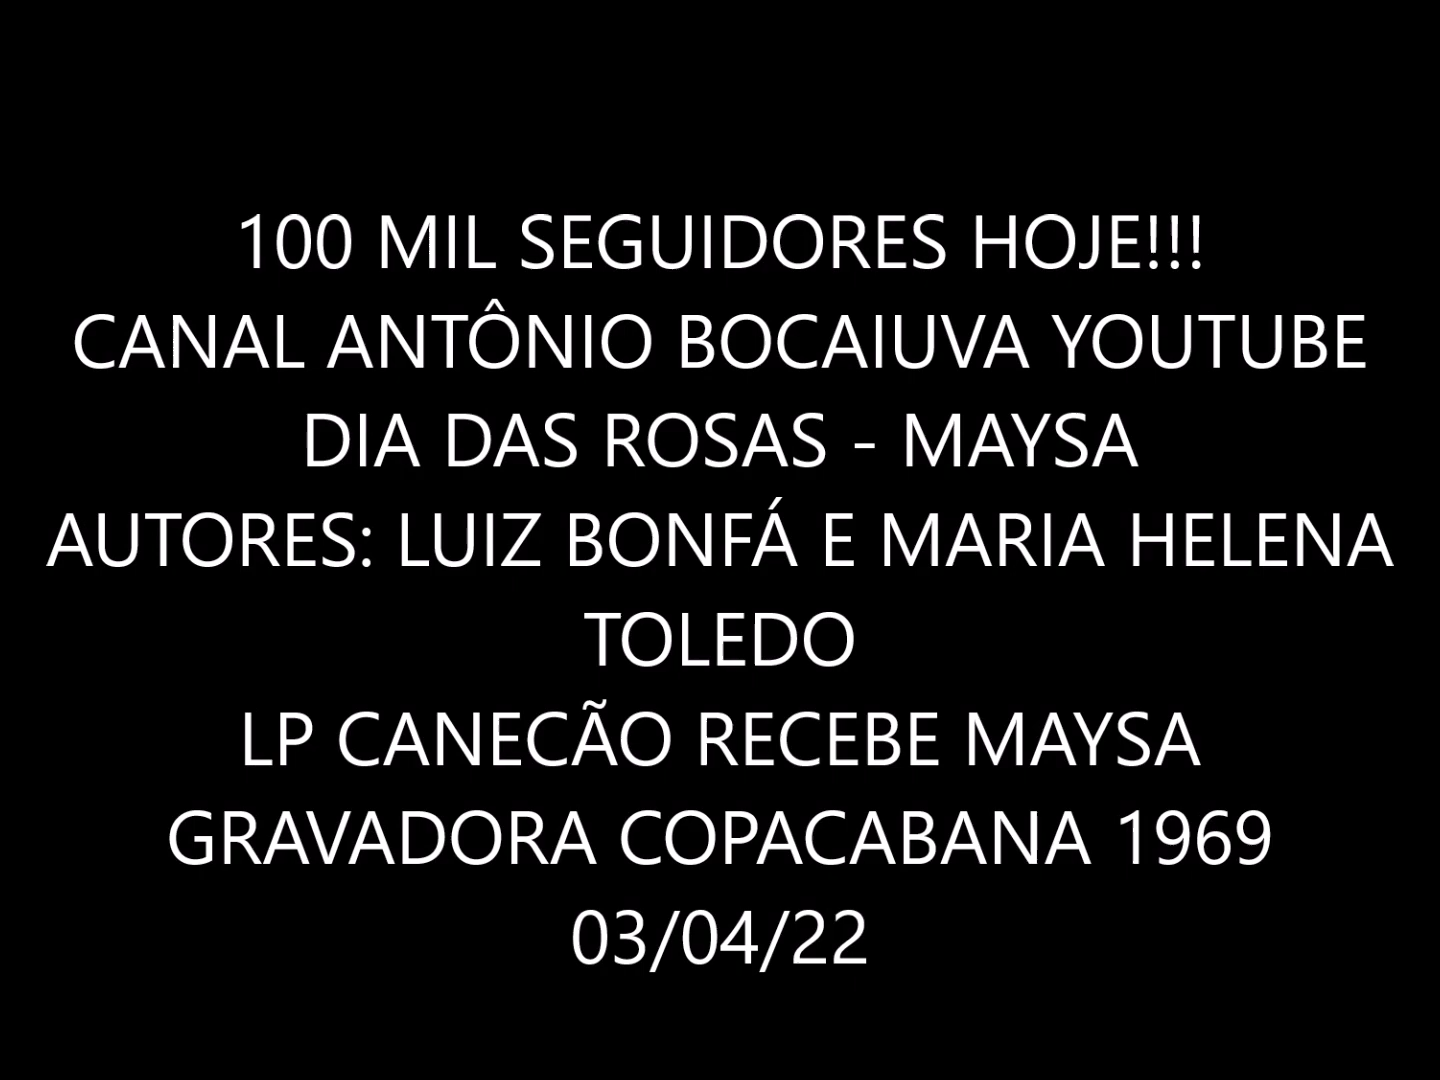 100 MIL SEGUIDORES HOJE!!!
CANAL ANTÔNIO BOCAIUVA YOUTUBE
DIA DAS ROSAS - MAYSA
AUTORES: LUIZ BONFÁ E MARIA HELENA
TOLEDO
LP CANECÃO RECEBE MAYSA
GRAVADORA COPACABANA 1969
03/04/22